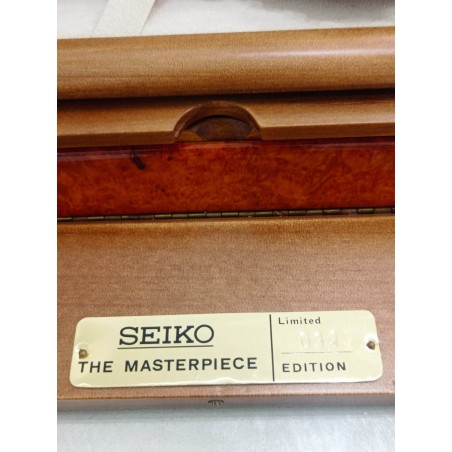 SEIKO
THE MASTERPIECE
Limited
EDITION